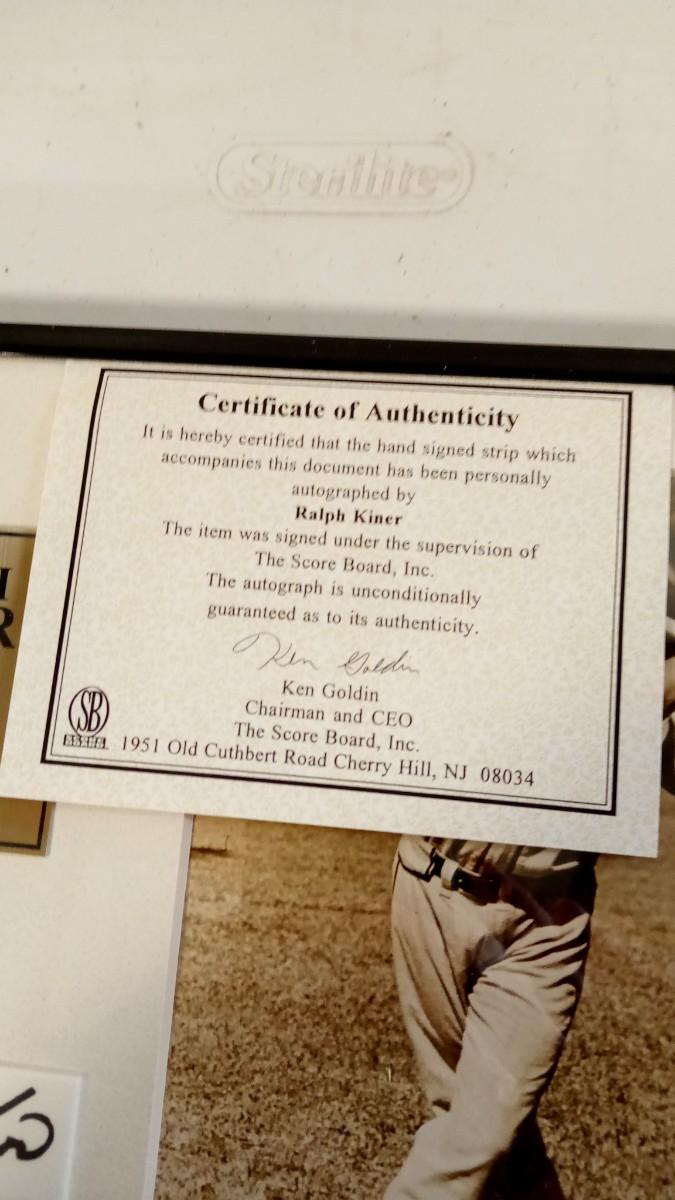 Sterilite
Certificate of Authenticity
It is hereby certified that the hand signed strip which
accompanies this document has been personally
autographed by
Ralph Kiner
The item was signed under the supervision of
The Score Board, Inc.
The autograph is unconditionally
guaranteed as to its authenticity.
Ken Goldin
Ken Goldin
Chairman and CEO
The Score Board, Inc.
SB
1951 Old Cuthbert Road Cherry Hill, NJ 08034
R